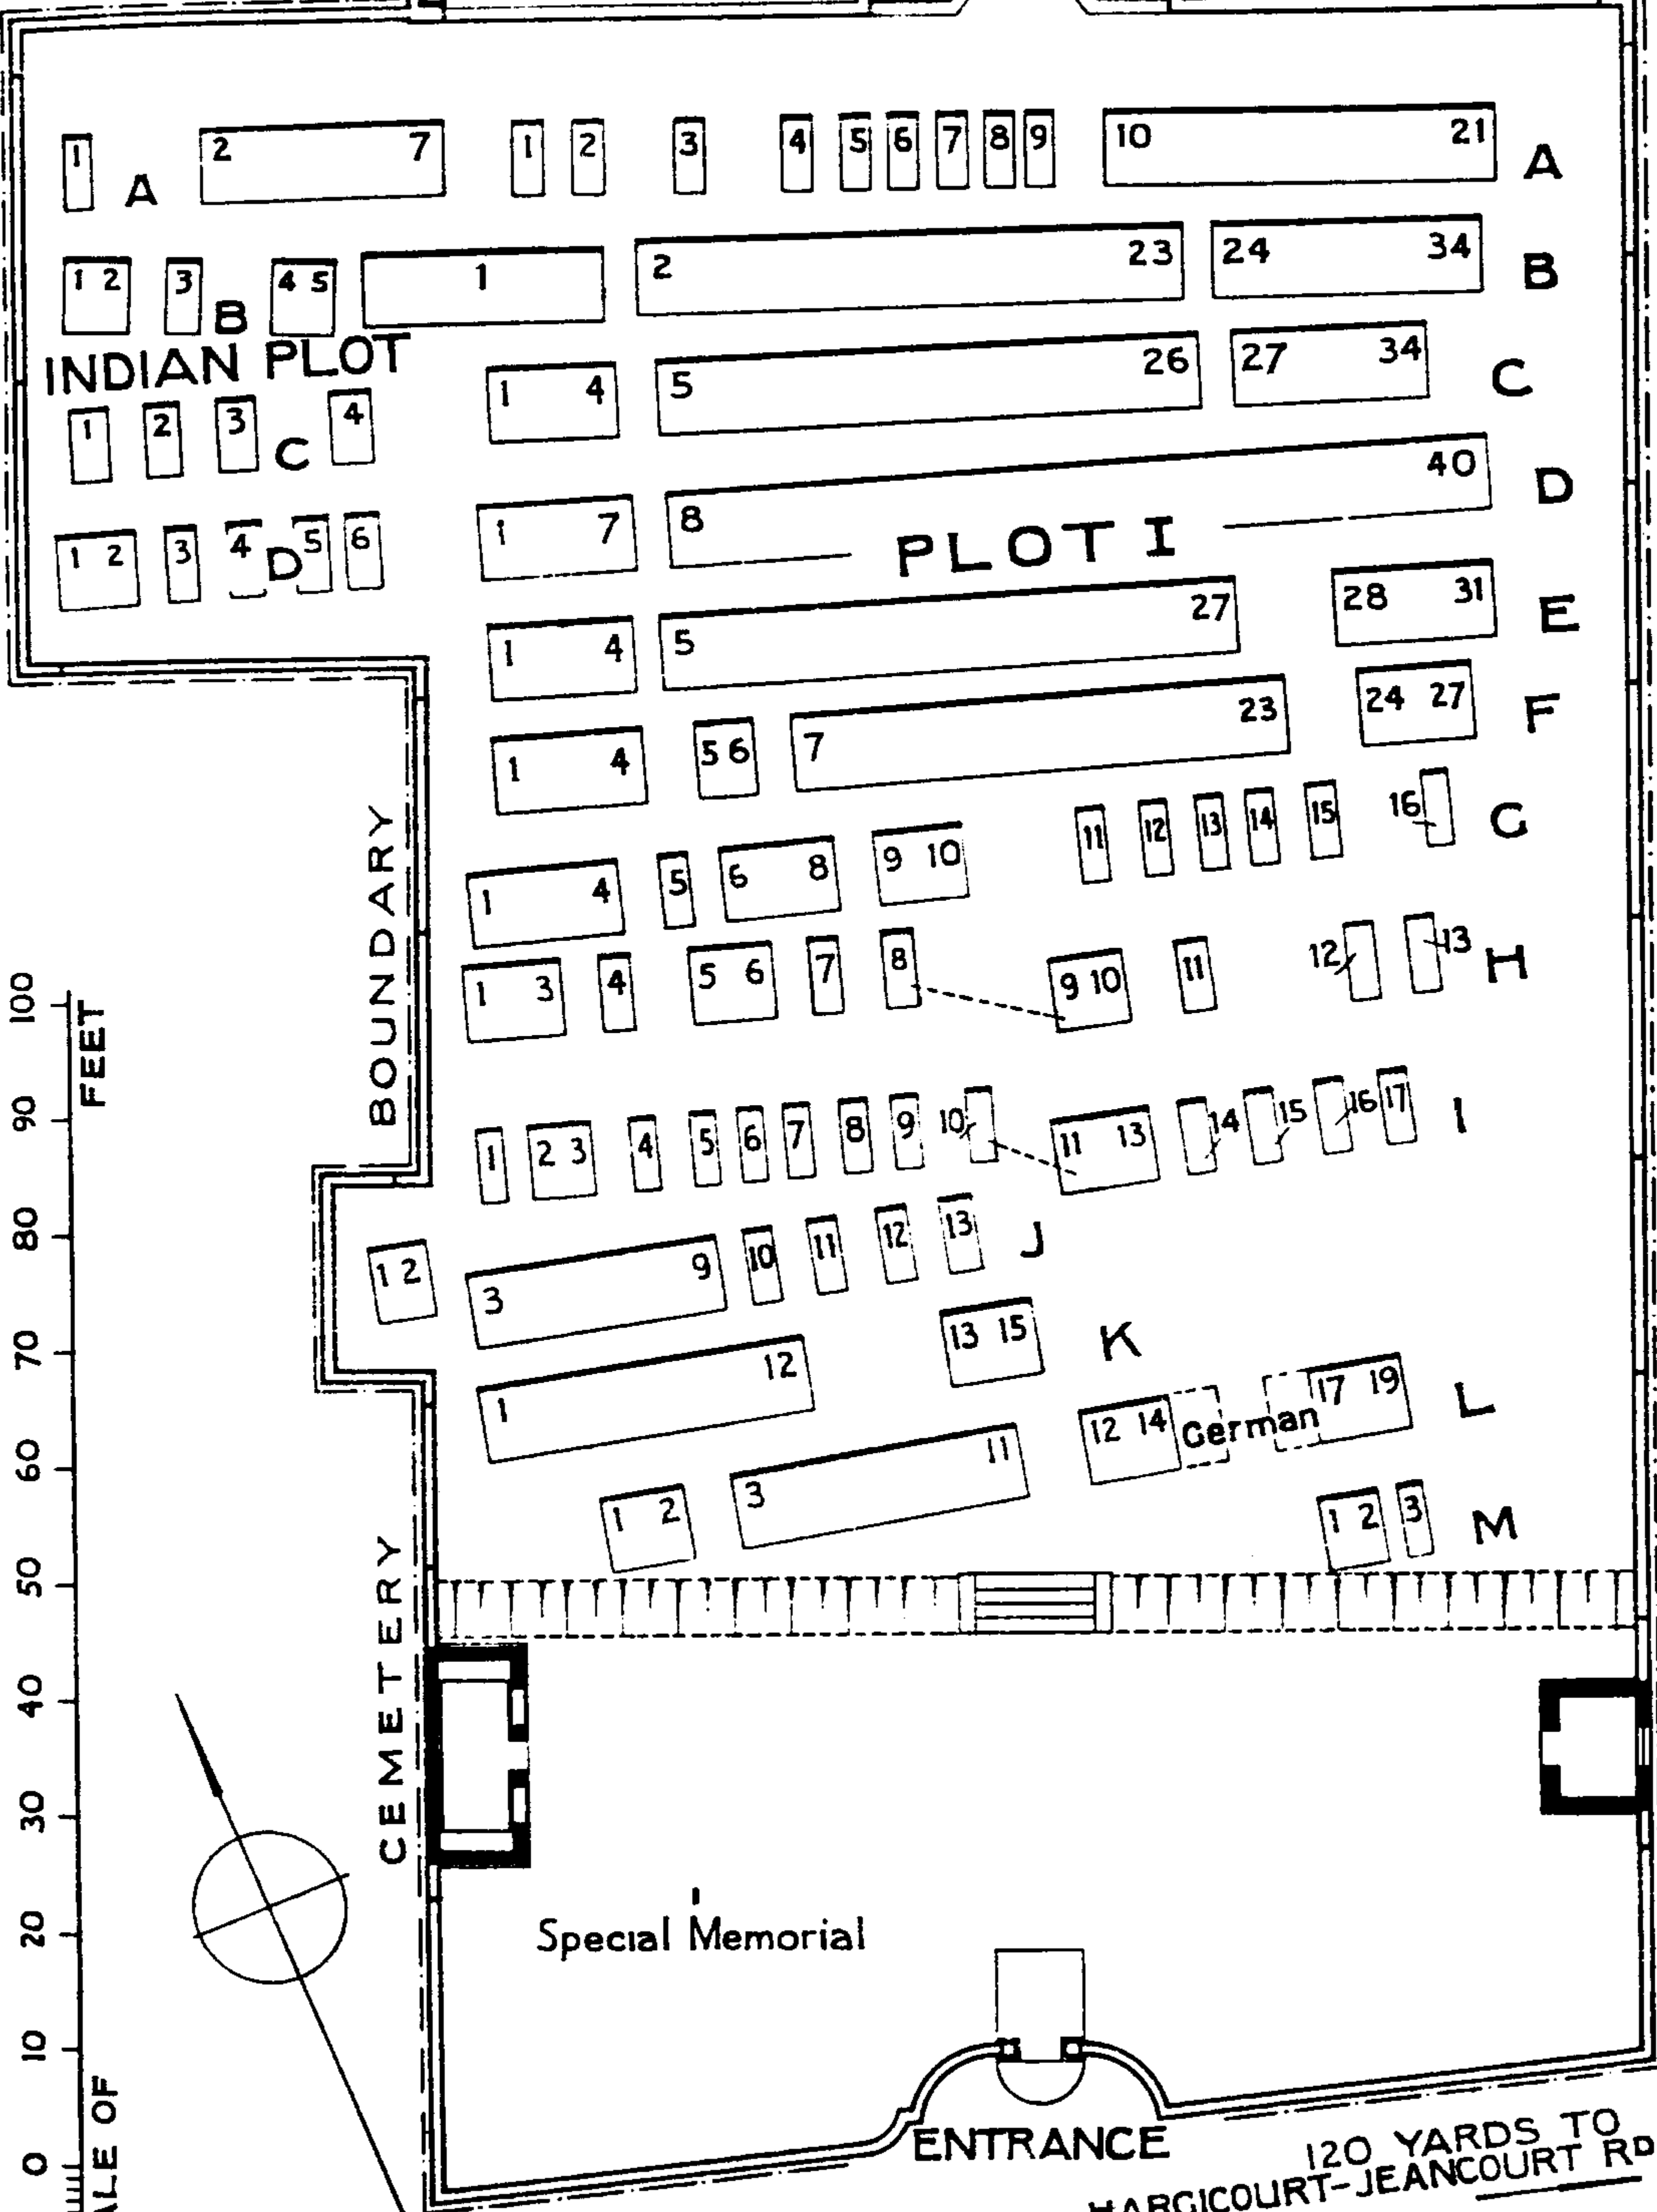 1 A 2 7 1 2 3 4 5 6 7 8 9 10 21 A
1 2 3 B 4 5 1 2 23 24 34 B
INDIAN PLOT
1 2 3 C 4 1 4 5 26 27 34 C
1 2 3 4 D 5 6 1 7 8 40 D
PLOT I
1 4 5 27 28 31 E
1 4 5 6 7 23 24 27 F
1 4 5 6 8 9 10 11 12 13 14 15 16 G
1 3 4 5 6 7 8 9 10 11 12 13 H
1 2 3 4 5 6 7 8 9 10 11 13 14 15 16 17 I
1 2 3 9 10 11 12 13 J
1 12 13 15 K
1 2 3 11 12 14 German 17 19 L
1 2 3 M
CEMETERY BOUNDARY
100
90
80
70
60
50
40
30
20
10
0
FEET
ALE OF
Special Memorial
ENTRANCE
120 YARDS TO
HARGICOURT-JEANCOURT RD